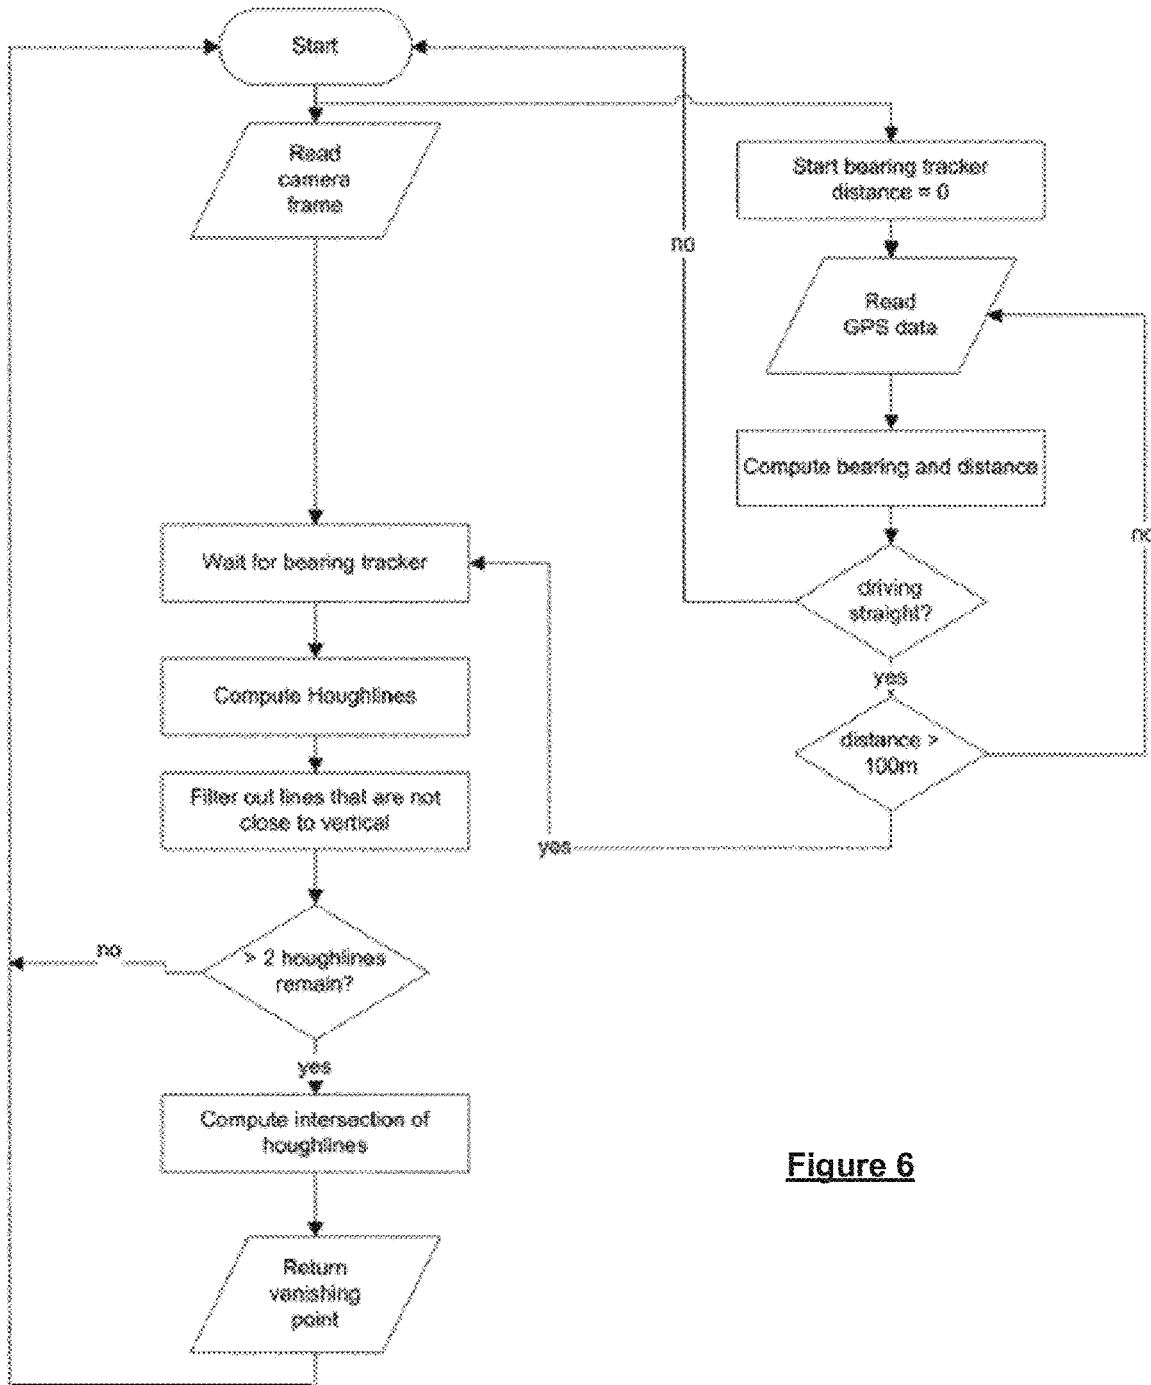 Start
Read
camera
frame
Start bearing tracker
distance = 0
no
Read
GPS data
Compute bearing and distance
no
Wait for bearing tracker
driving
straight?
yes
Compute Houghlines
distance >
100m
Filter out lines that are not
close to vertical
yes
no
> 2 houghlines
remain?
yes
Compute intersection of
houghlines
Figure 6
Return
vanishing
point